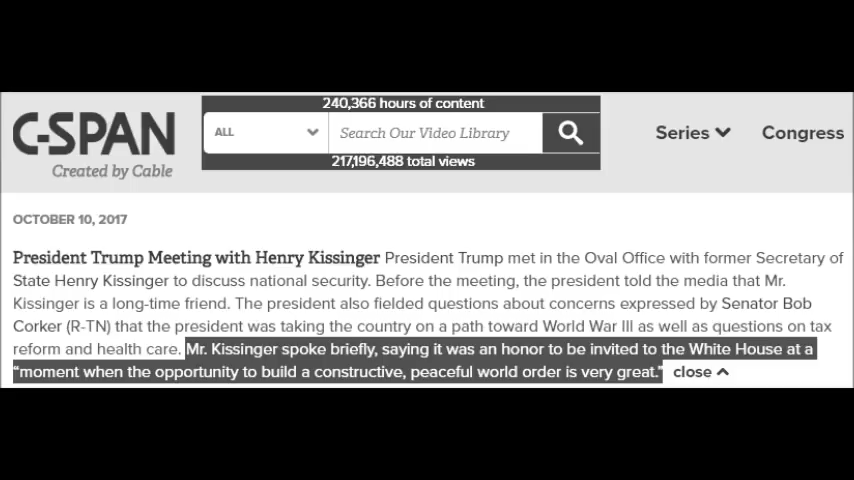 240,366 hours of content
C-SPAN
Created by Cable
ALL
Search Our Video Library
Series
Congress
217,196,488 total views
OCTOBER 10, 2017
President Trump Meeting with Henry Kissinger President Trump met in the Oval Office with former Secretary of
State Henry Kissinger to discuss national security. Before the meeting, the president told the media that Mr.
Kissinger is a long-time friend. The president also fielded questions about concerns expressed by Senator Bob
Corker (R-TN) that the president was taking the country on a path toward World War III as well as questions on tax
reform and health care. Mr. Kissinger spoke briefly, saying it was an honor to be invited to the White House at a
“moment when the opportunity to build a constructive, peaceful world order is very great.” close